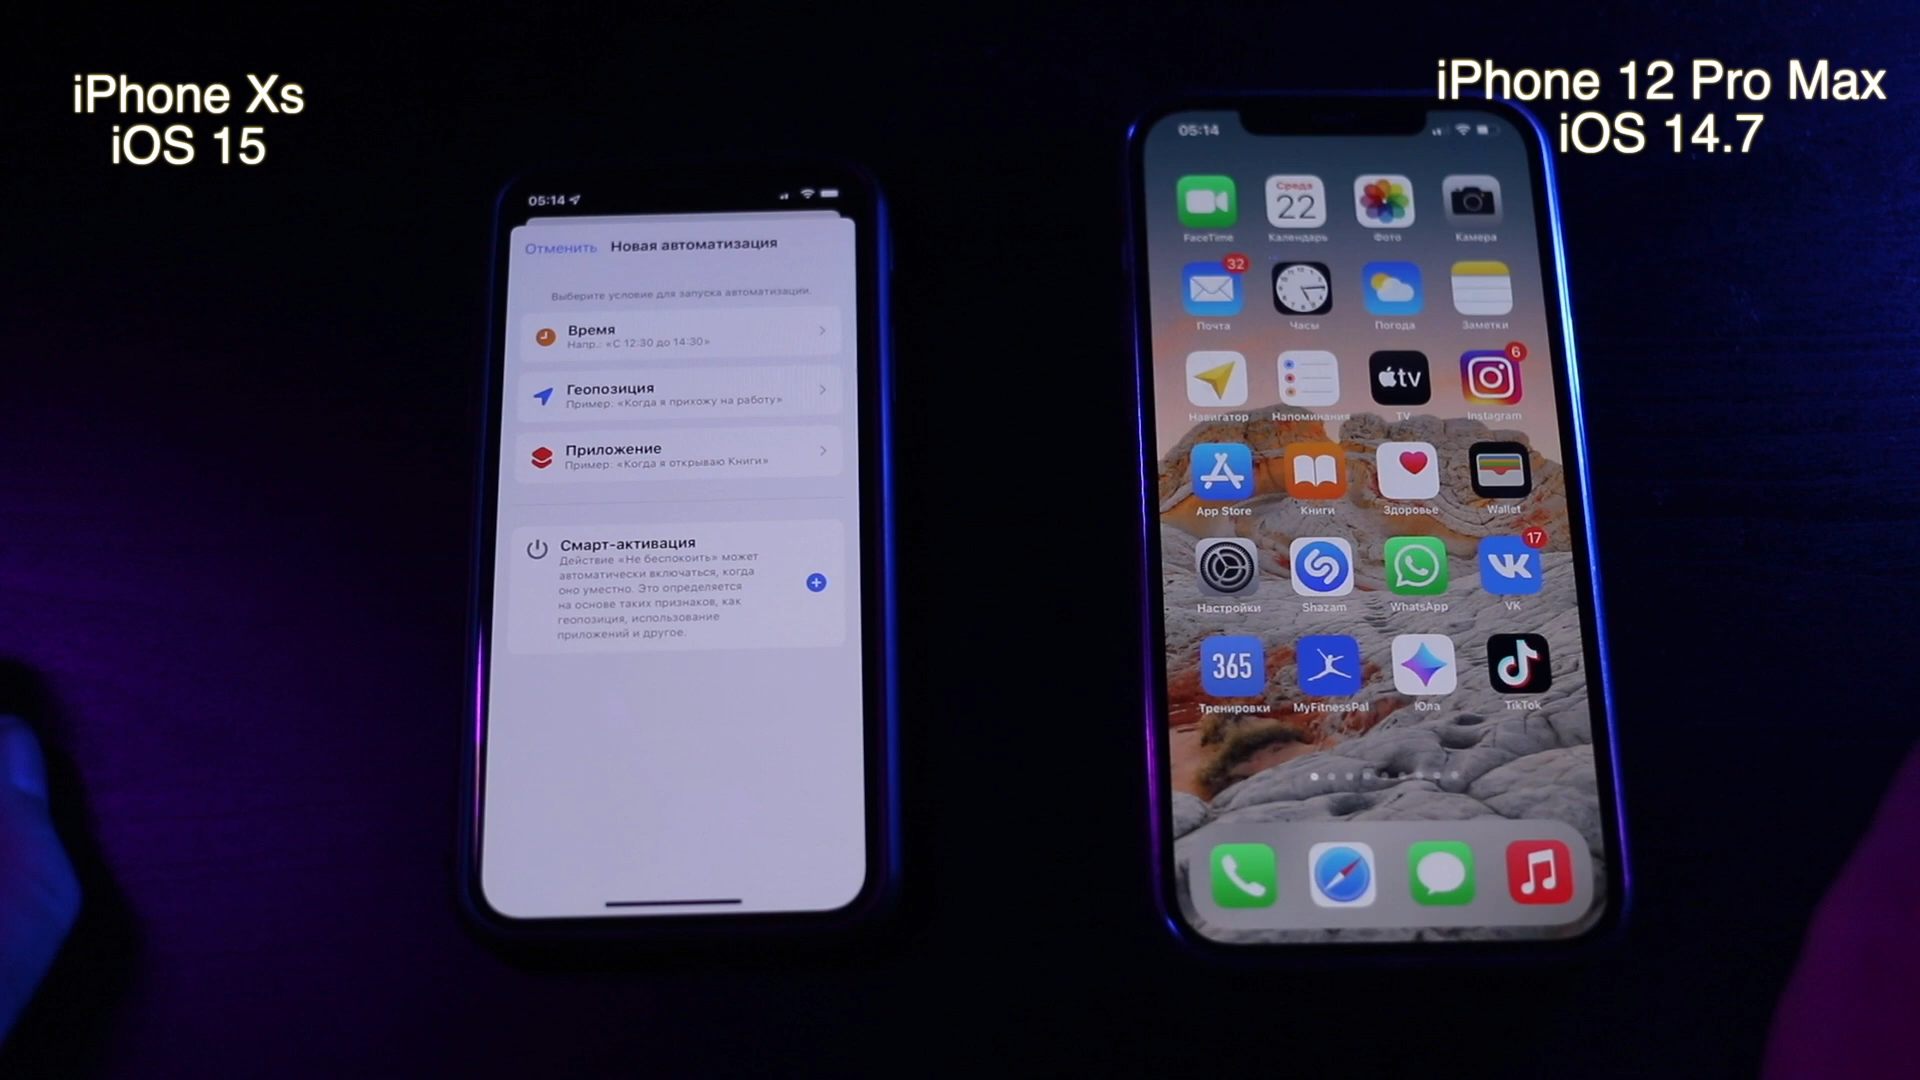 iPhone Xs
iOS 15
iPhone 12 Pro Max
iOS 14.7
05:14
Отменить Новая автоматизация
Выберите условие для запуска автоматизации.
Время
Напр.: «С 12:30 до 14:30»
Геопозиция
Пример: «Когда я прихожу на работу»
Приложение
Пример: «Когда я открываю Книги»
Смарт-активация
Действие «Не беспокоить» может
автоматически включаться, когда
оно уместно. Это определяется
на основе таких признаков, как
геопозиция, использование
приложений и другое.
05:14
Среда
22
FaceTime Календарь Фото Камера
32
Почта Часы Погода Заметки
tv
6
Навигатор Напоминания TV Instagram
App Store Книги Здоровье Wallet
17
Настройки Shazam WhatsApp VK
365
Тренировки MyFitnessPal Юла TikTok